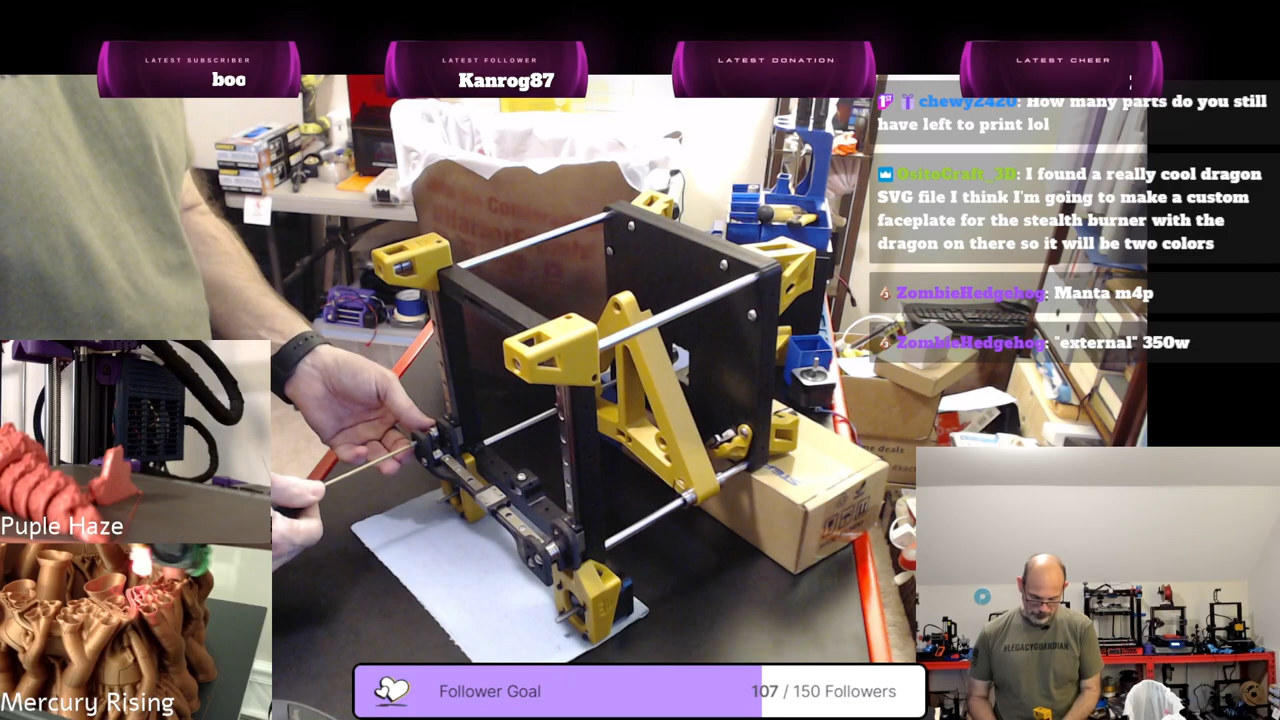 LATEST SUBSCRIBER
boo
LATEST FOLLOWER
Kanrog87
LATEST DONATION
LATEST CHEER
chewy2420: How many parts do you still
have left to print lol
OsitoCraft_3D: I found a really cool dragon
SVG file I think I'm going to make a custom
faceplate for the stealth burner with the
dragon on there so it will be two colors
ZombieHedgehog: Manta m4p
ZombieHedgehog: "external" 350w
Puple Haze
Mercury Rising
#LEGACYGUARDIAN
Follower Goal
107 / 150 Followers